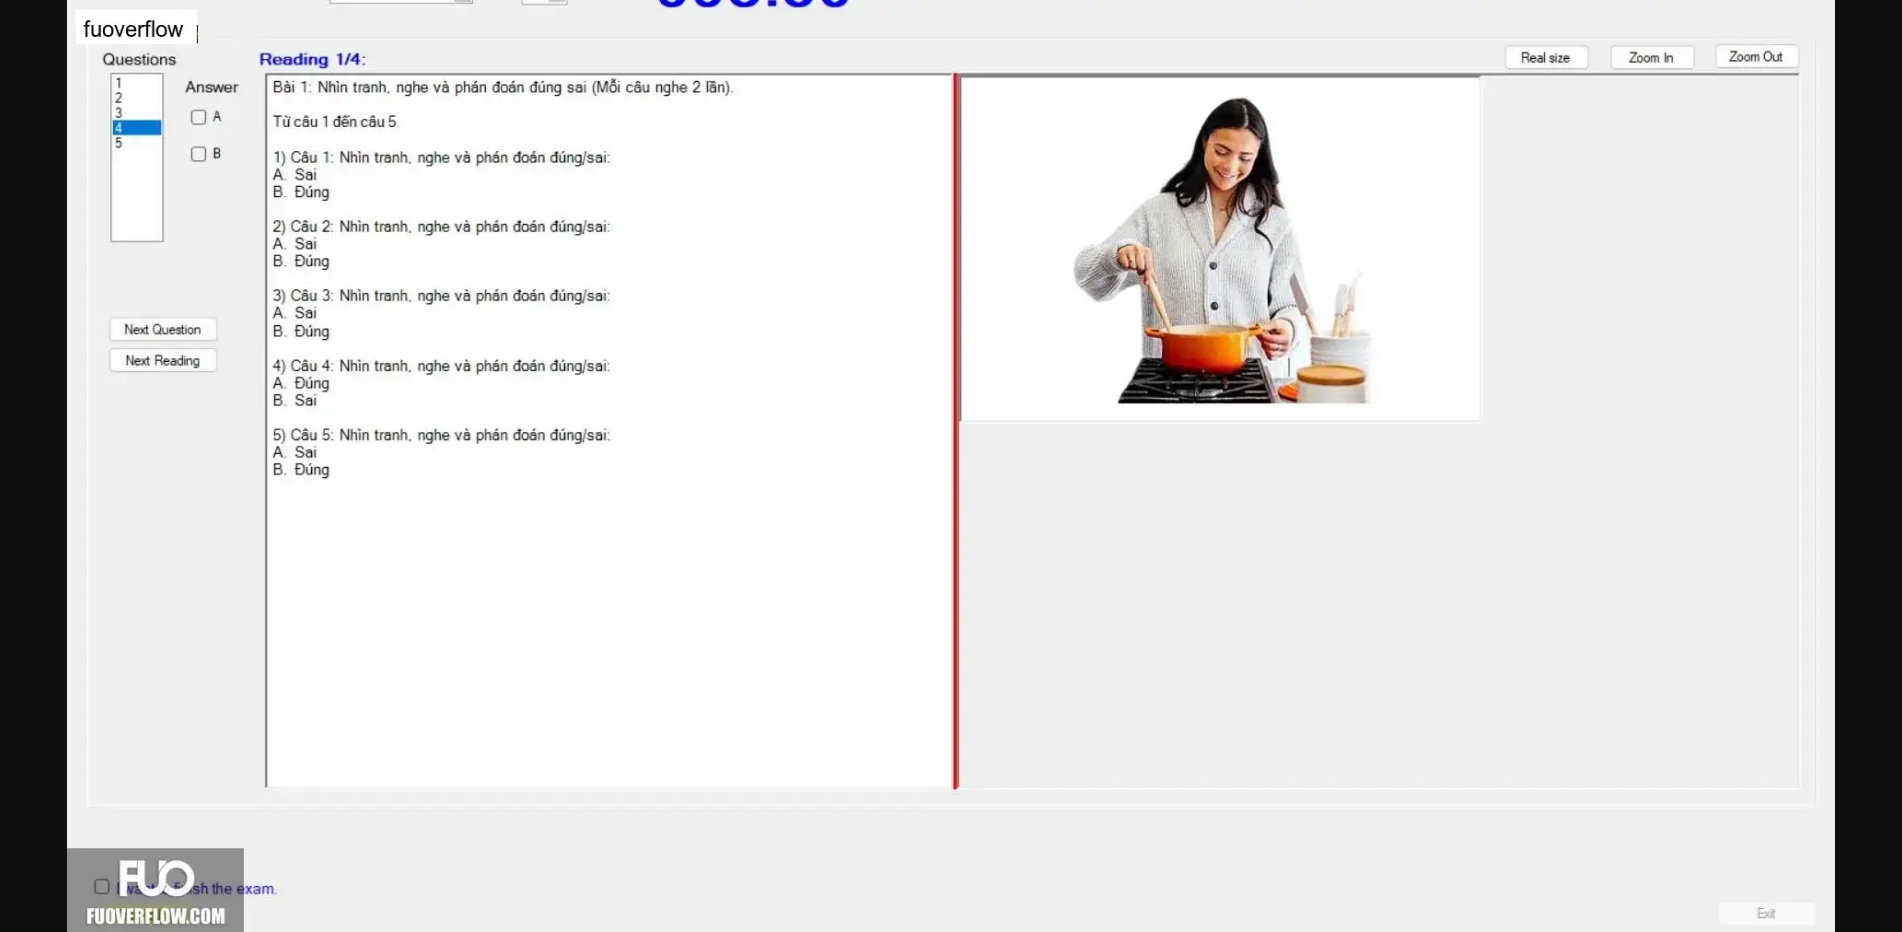 fuoverflow
Questions
Reading 1/4:
Real size
Zoom In
Zoom Out
1
2
3
4
5
Answer
A
B
Next Question
Next Reading
Bài 1: Nhìn tranh, nghe và phán đoán đúng sai (Mỗi câu nghe 2 lần).
Từ câu 1 đến câu 5
1) Câu 1: Nhìn tranh, nghe và phán đoán đúng/sai:
A. Sai
B. Đúng
2) Câu 2: Nhìn tranh, nghe và phán đoán đúng/sai:
A. Sai
B. Đúng
3) Câu 3: Nhìn tranh, nghe và phán đoán đúng/sai:
A. Sai
B. Đúng
4) Câu 4: Nhìn tranh, nghe và phán đoán đúng/sai:
A. Đúng
B. Sai
5) Câu 5: Nhìn tranh, nghe và phán đoán đúng/sai:
A. Sai
B. Đúng
FUO
the exam.
FUOVERFLOW.COM
Exit